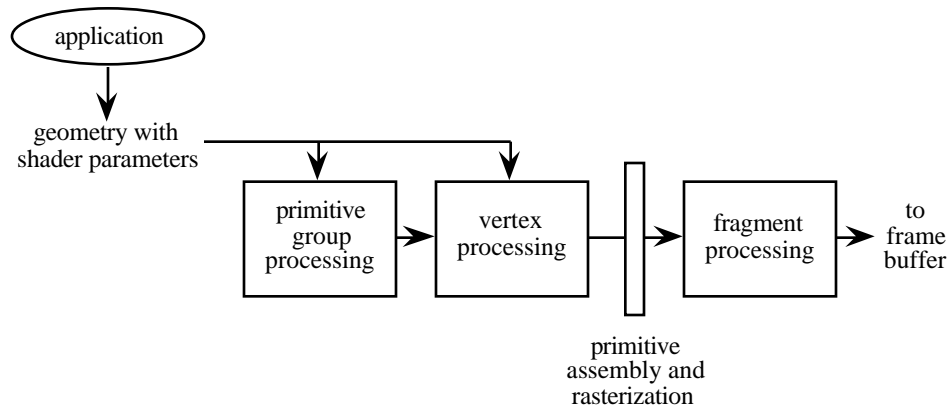 application
geometry with
shader parameters
primitive
group
processing
vertex
processing
fragment
processing
to
frame
buffer
primitive
assembly and
rasterization